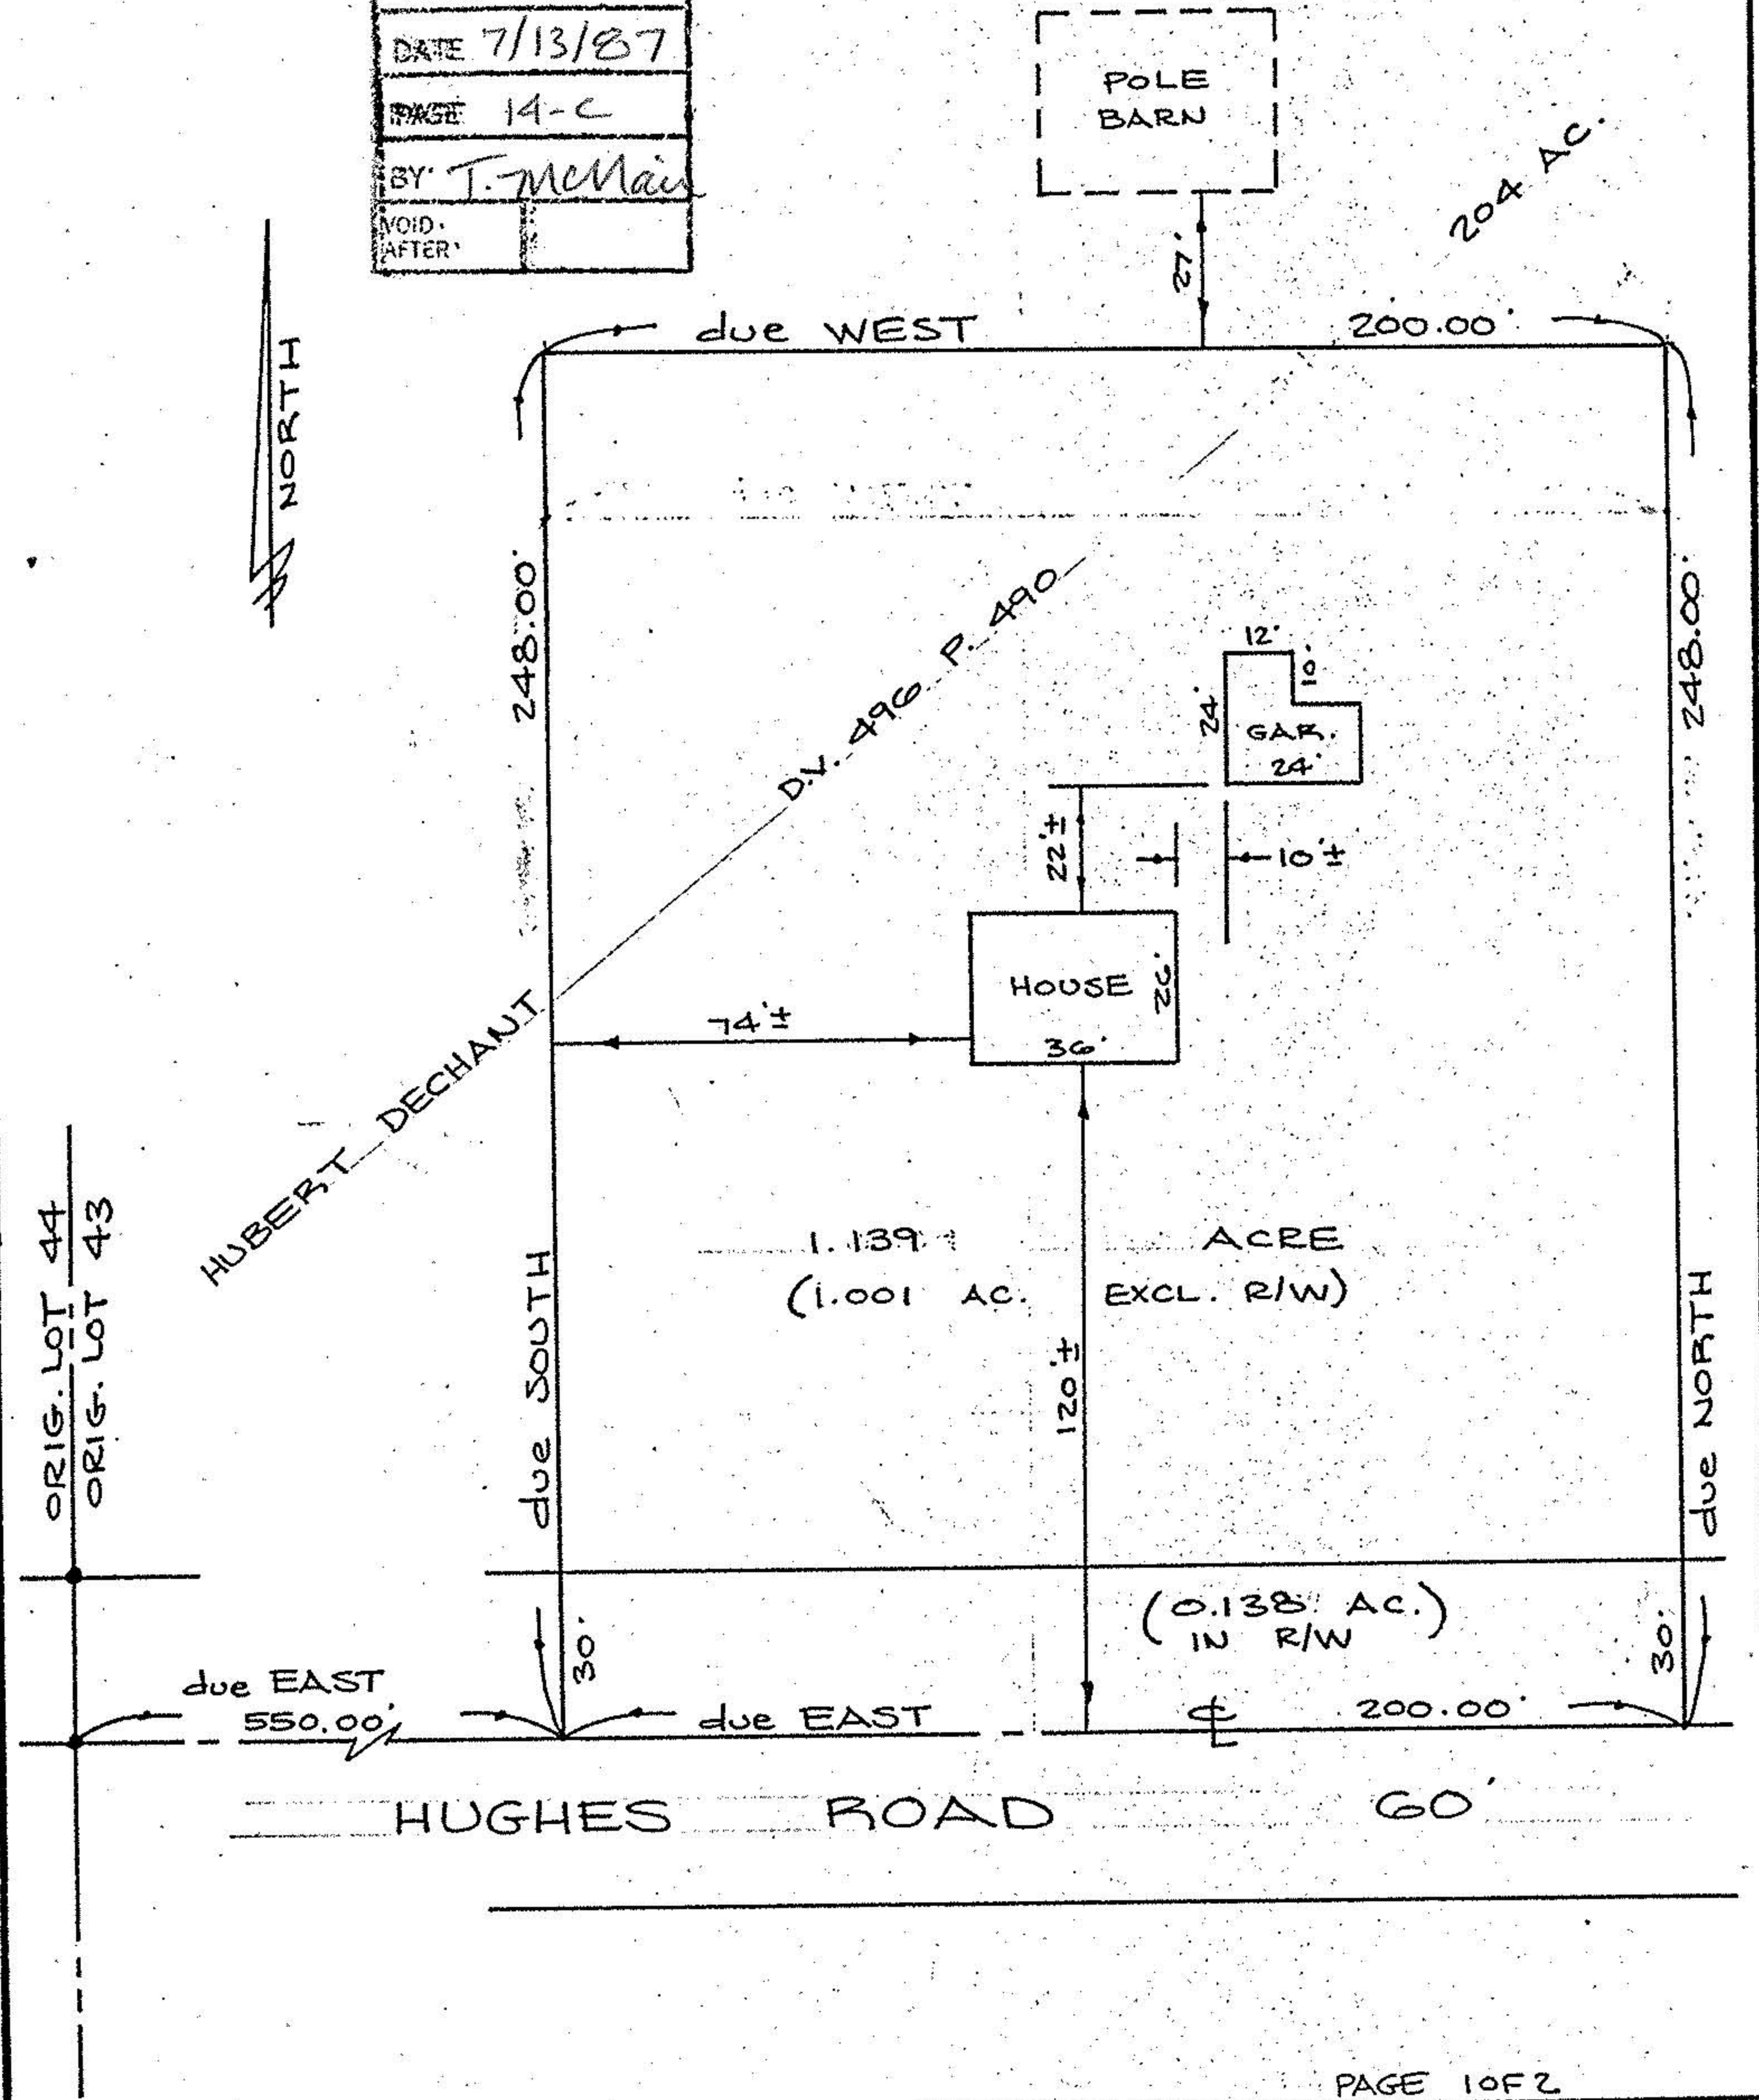 DATE 7/13/87
PAGE 14-C
BY T. McMain
VOID
AFTER
POLE
BARN
204 AC.
27'
NORTH
due WEST 200.00'
248.00'
248.00'
D.V. 496 P. 490
12'
10'
24'
GAR.
24'
22'±
10'±
HOUSE
26'
36'
74'±
HUBERT DECHANT
ORIG. LOT 44
ORIG. LOT 43
1.139 ACRE
(1.001 AC. EXCL. R/W)
120'±
due SOUTH
due NORTH
(0.138 AC.)
IN R/W
30'
30'
due EAST
550.00'
due EAST ℄ 200.00'
HUGHES ROAD 60'
PAGE 1 OF 2